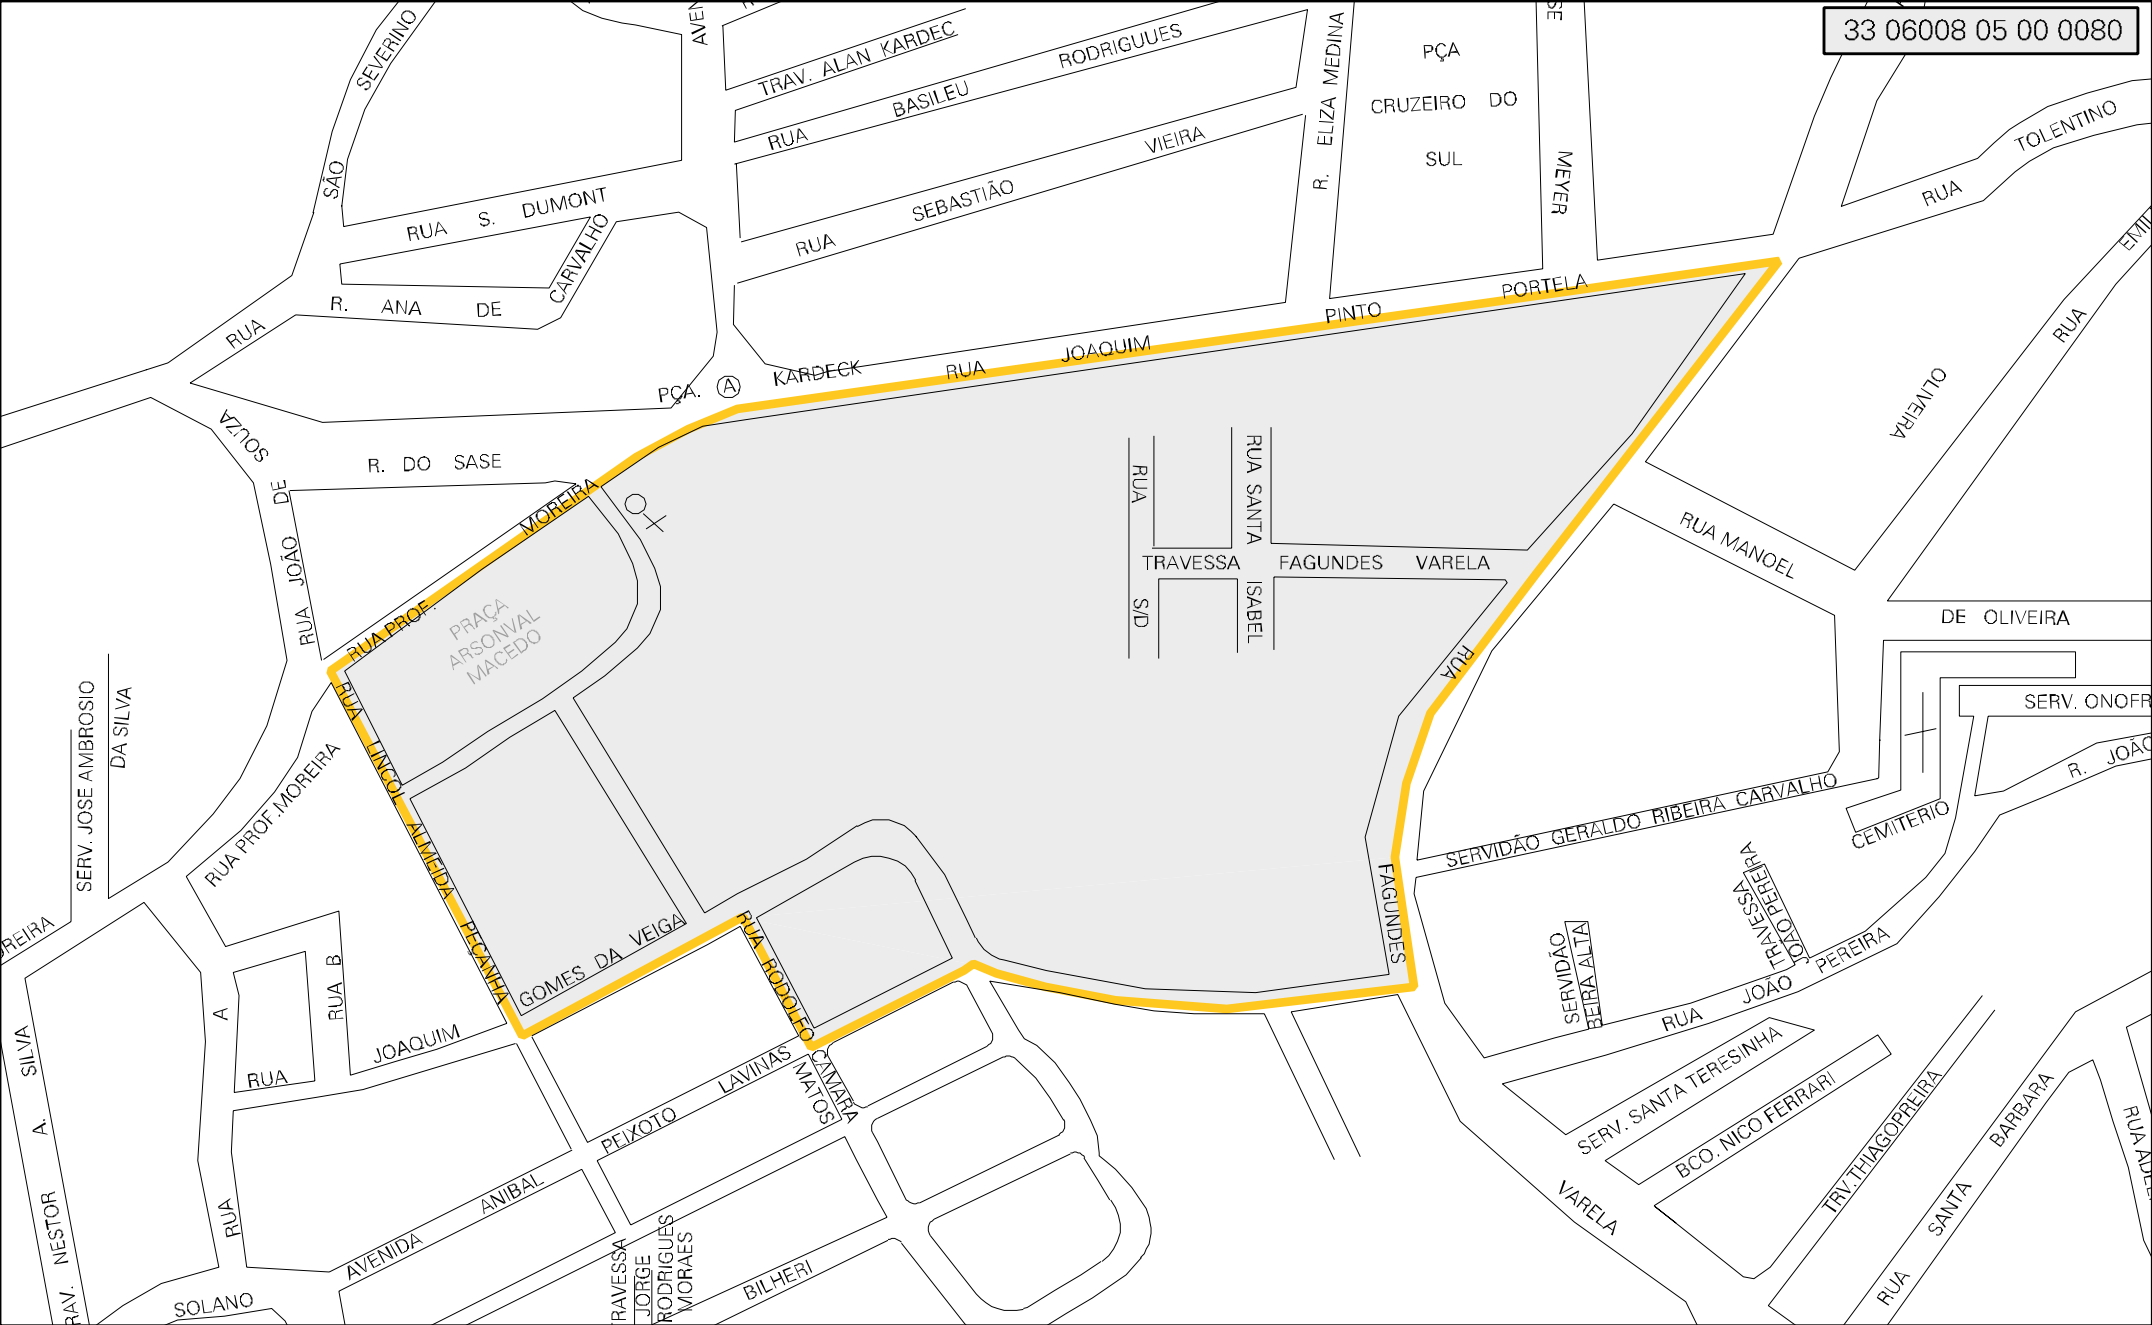 33 06008 05 00 0080
SÃO SEVERINO
TRAV. ALAN KARDEC
RUA BASILEU RODRIGUUES
RUA SEBASTIÃO VIEIRA
R. ELIZA MEDINA
PÇA
CRUZEIRO DO
SUL
MEYER
RUA TOLENTINO
RUA S. DUMONT
R. ANA DE CARVALHO
RUA
PÇA. A KARDECK
RUA JOAQUIM PINTO PORTELA
RUA
OLIVEIRA
RUA JOÃO DE SOUZA
R. DO SASE
RUA PROF. MOREIRA
PRAÇA
ARSONVAL
MACEDO
RUA S/D
RUA SANTA ISABEL
TRAVESSA FAGUNDES VARELA
RUA MANOEL
DE OLIVEIRA
SERV. ONOFR
R. JOÃO
RUA FAGUNDES VARELA
SERVIDÃO GERALDO RIBEIRA CARVALHO
CEMITERIO
SERV. JOSE AMBROSIO
DA SILVA
RUA PROF. MOREIRA
RUA LINCOL ALMEIDA PEÇANHA
GOMES DA VEIGA
RUA RODOLFO CAMARA
MATOS
REIRA
RUA A
RUA B
RUA JOAQUIM
RAV. NESTOR A. SILVA
AVENIDA ANIBAL PEIXOTO LAVINAS
SOLANO
RAVESSA
JORGE
RODRIGUES
MORAES
BILHERI
SERVIDÃO
BEIRA ALTA
TRAVESSA
JOÃO PEREIRA
RUA JOÃO PEREIRA
SERV. SANTA TERESINHA
BCO. NICO FERRARI
TRV.THIAGOPREIRA
RUA SANTA BARBARA